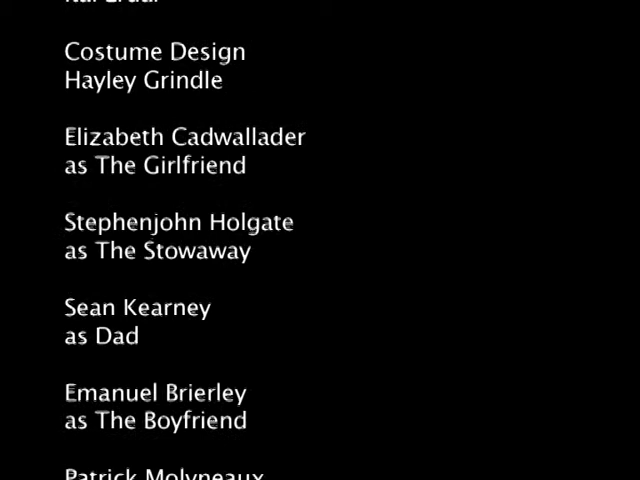 Costume Design
Hayley Grindle
Elizabeth Cadwallader
as The Girlfriend
Stephenjohn Holgate
as The Stowaway
Sean Kearney
as Dad
Emanuel Brierley
as The Boyfriend
Patrick Molyneaux